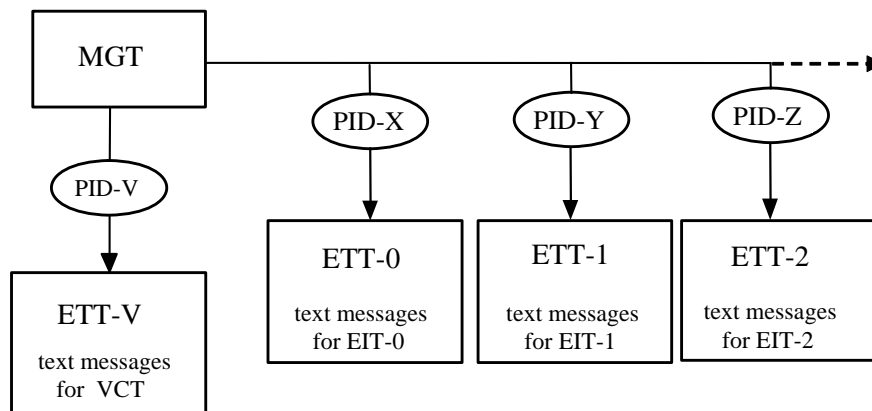 MGT
PID-X
PID-Y
PID-Z
PID-V
ETT-0
text messages
for EIT-0
ETT-1
text messages
for EIT-1
ETT-2
text messages
for EIT-2
ETT-V
text messages
for VCT